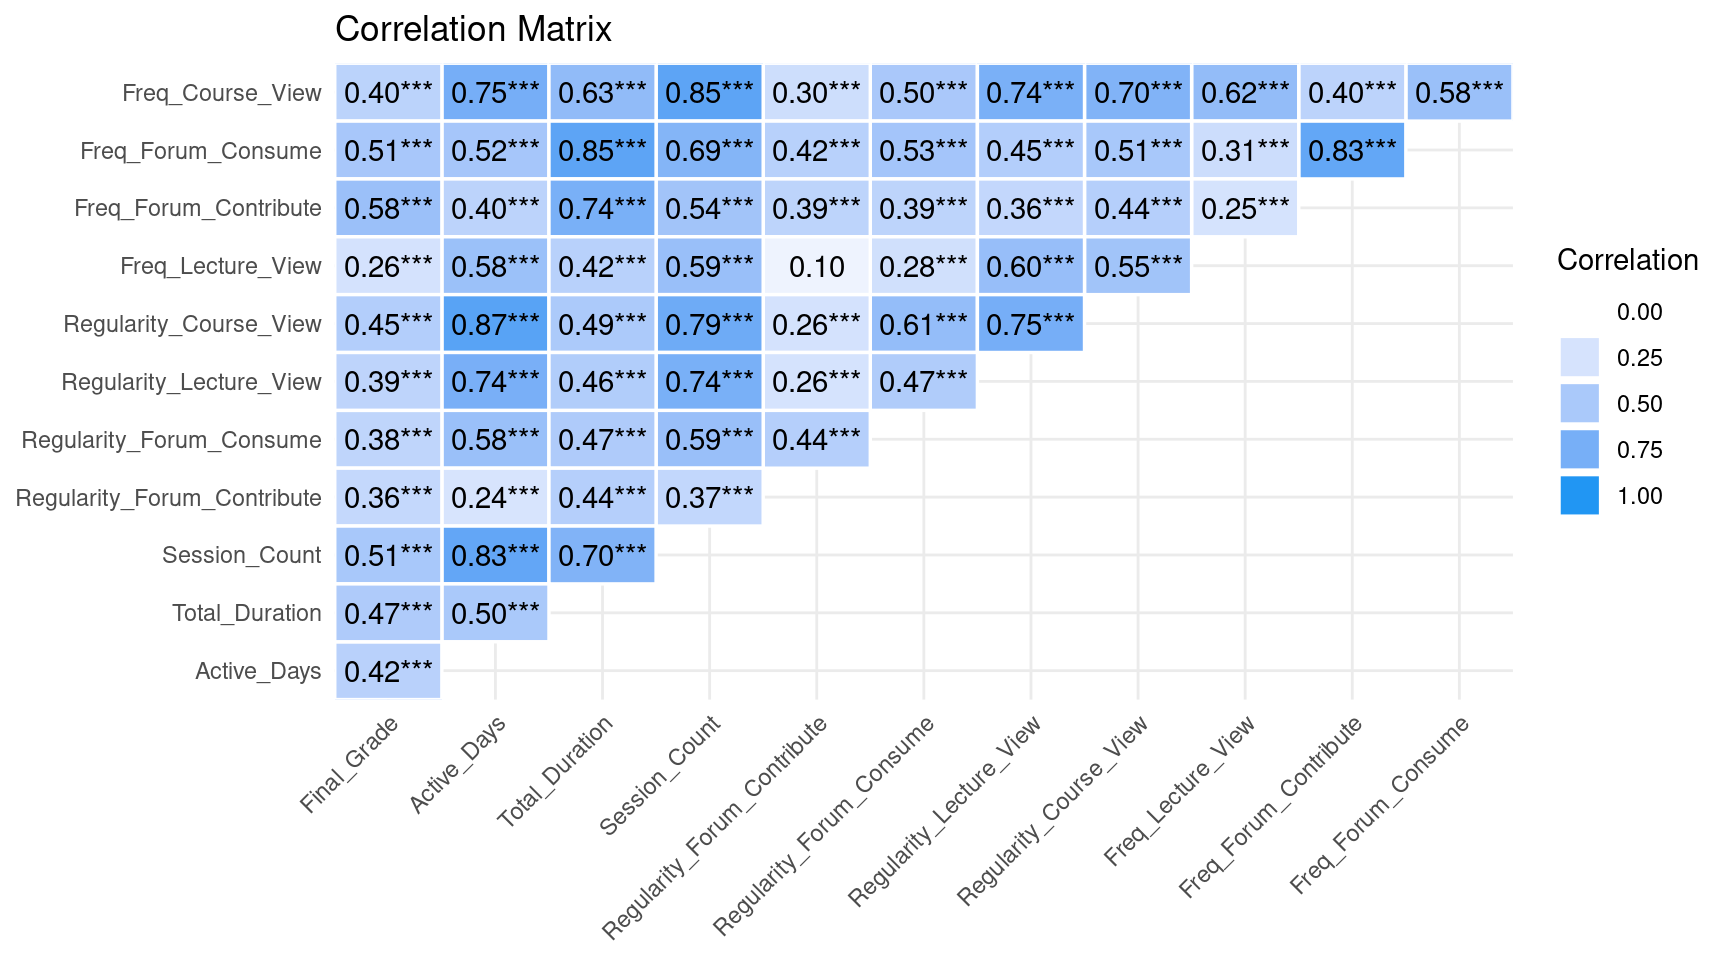 Correlation Matrix
Freq_Course_View 0.40*** 0.75*** 0.63*** 0.85*** 0.30*** 0.50*** 0.74*** 0.70*** 0.62*** 0.40*** 0.58***
Freq_Forum_Consume 0.51*** 0.52*** 0.85*** 0.69*** 0.42*** 0.53*** 0.45*** 0.51*** 0.31*** 0.83***
Freq_Forum_Contribute 0.58*** 0.40*** 0.74*** 0.54*** 0.39*** 0.39*** 0.36*** 0.44*** 0.25***
Freq_Lecture_View 0.26*** 0.58*** 0.42*** 0.59*** 0.10 0.28*** 0.60*** 0.55***
Regularity_Course_View 0.45*** 0.87*** 0.49*** 0.79*** 0.26*** 0.61*** 0.75***
Regularity_Lecture_View 0.39*** 0.74*** 0.46*** 0.74*** 0.26*** 0.47***
Regularity_Forum_Consume 0.38*** 0.58*** 0.47*** 0.59*** 0.44***
Regularity_Forum_Contribute 0.36*** 0.24*** 0.44*** 0.37***
Session_Count 0.51*** 0.83*** 0.70***
Total_Duration 0.47*** 0.50***
Active_Days 0.42***
Final_Grade
Active_Days
Total_Duration
Session_Count
Regularity_Forum_Contribute
Regularity_Forum_Consume
Regularity_Lecture_View
Regularity_Course_View
Freq_Lecture_View
Freq_Forum_Contribute
Freq_Forum_Consume
Correlation
0.00
0.25
0.50
0.75
1.00